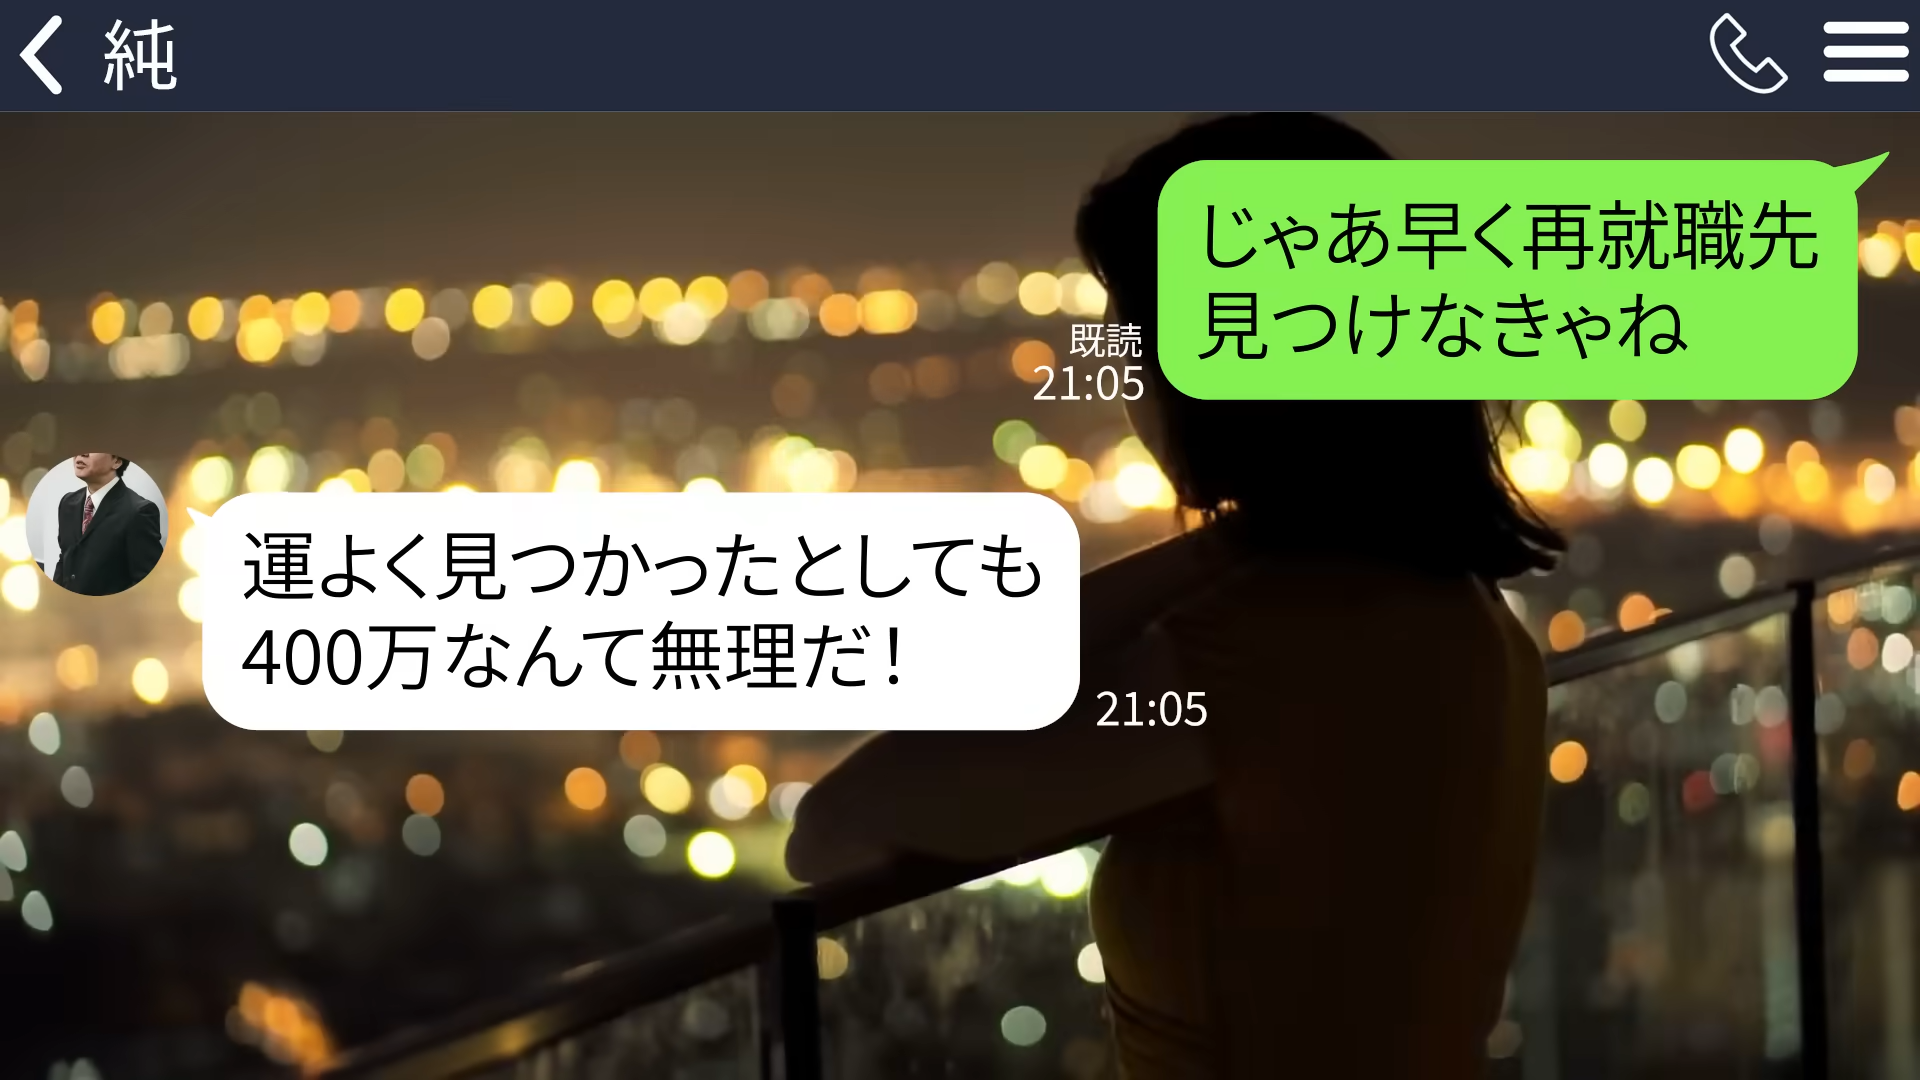 純
じゃあ早く再就職先
見つけなきゃね
既読
21:05
運よく見つかったとしても
400万なんて無理だ！
21:05